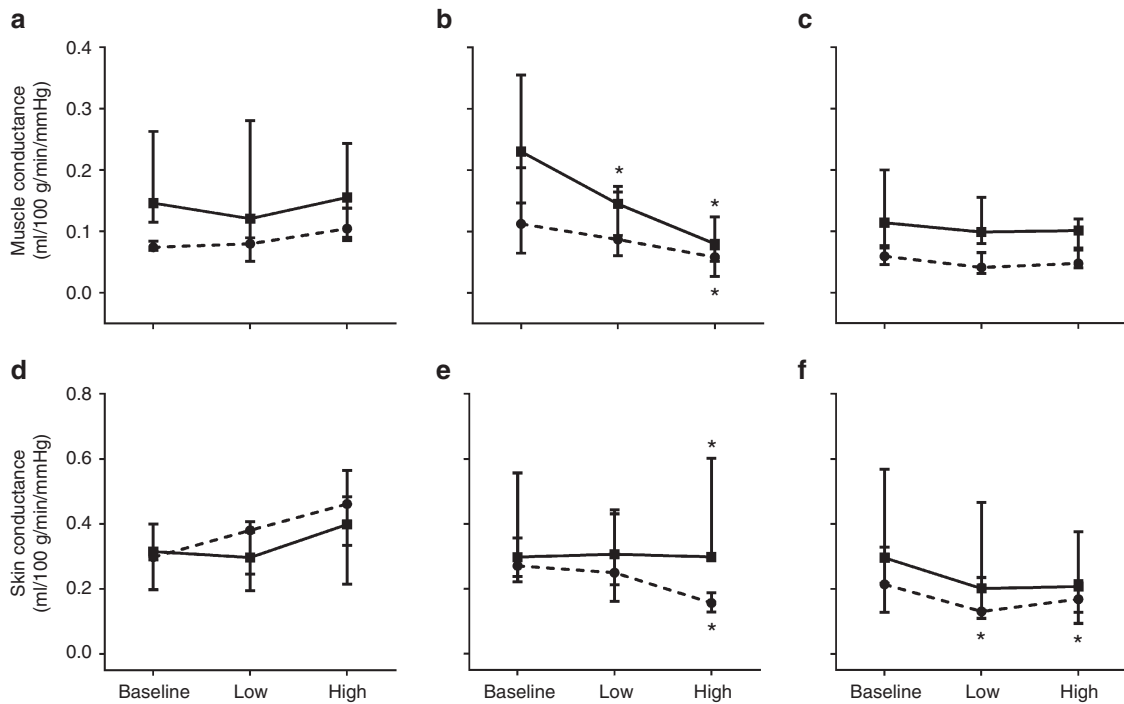 a
b
c
Muscle conductance
(ml/100 g/min/mmHg)
0.4
0.3
0.2
0.1
0.0
*
*
*
d
e
f
Skin conductance
(ml/100 g/min/mmHg)
0.8
0.6
0.4
0.2
0.0
*
*
*
*
Baseline Low High
Baseline Low High
Baseline Low High